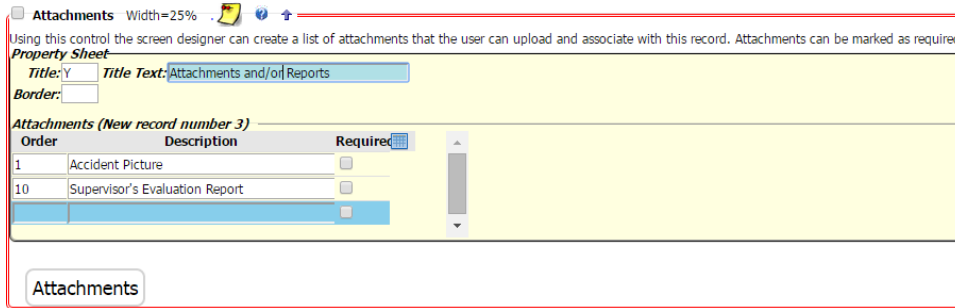 Attachments Width=25% .
Using this control the screen designer can create a list of attachments that the user can upload and associate with this record. Attachments can be marked as require
Property Sheet
Title: Y Title Text: Attachments and/or Reports
Border:
Attachments (New record number 3)
Order Description Required
1 Accident Picture
10 Supervisor's Evaluation Report
Attachments